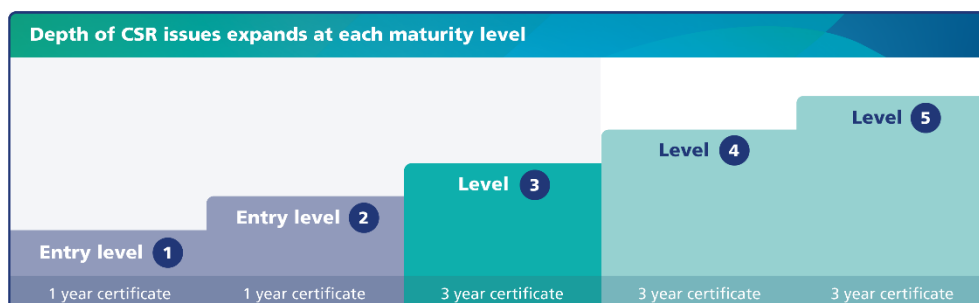 Depth of CSR issues expands at each maturity level
Entry level 1
1 year certificate
Entry level 2
1 year certificate
Level 3
3 year certificate
Level 4
3 year certificate
Level 5
3 year certificate